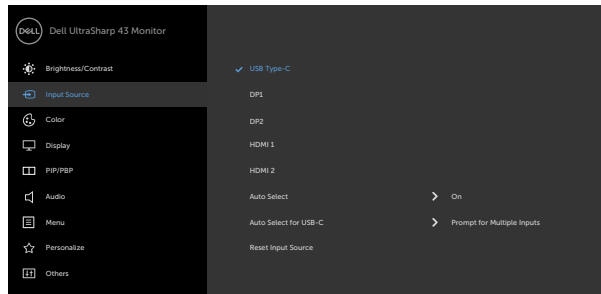 DELL Dell UltraSharp 43 Monitor
Brightness/Contrast
USB Type-C
Input Source
DP1
Color
DP2
Display
HDMI 1
PIP/PBP
HDMI 2
Audio
Auto Select
On
Menu
Auto Select for USB-C
Prompt for Multiple Inputs
Personalize
Reset Input Source
Others